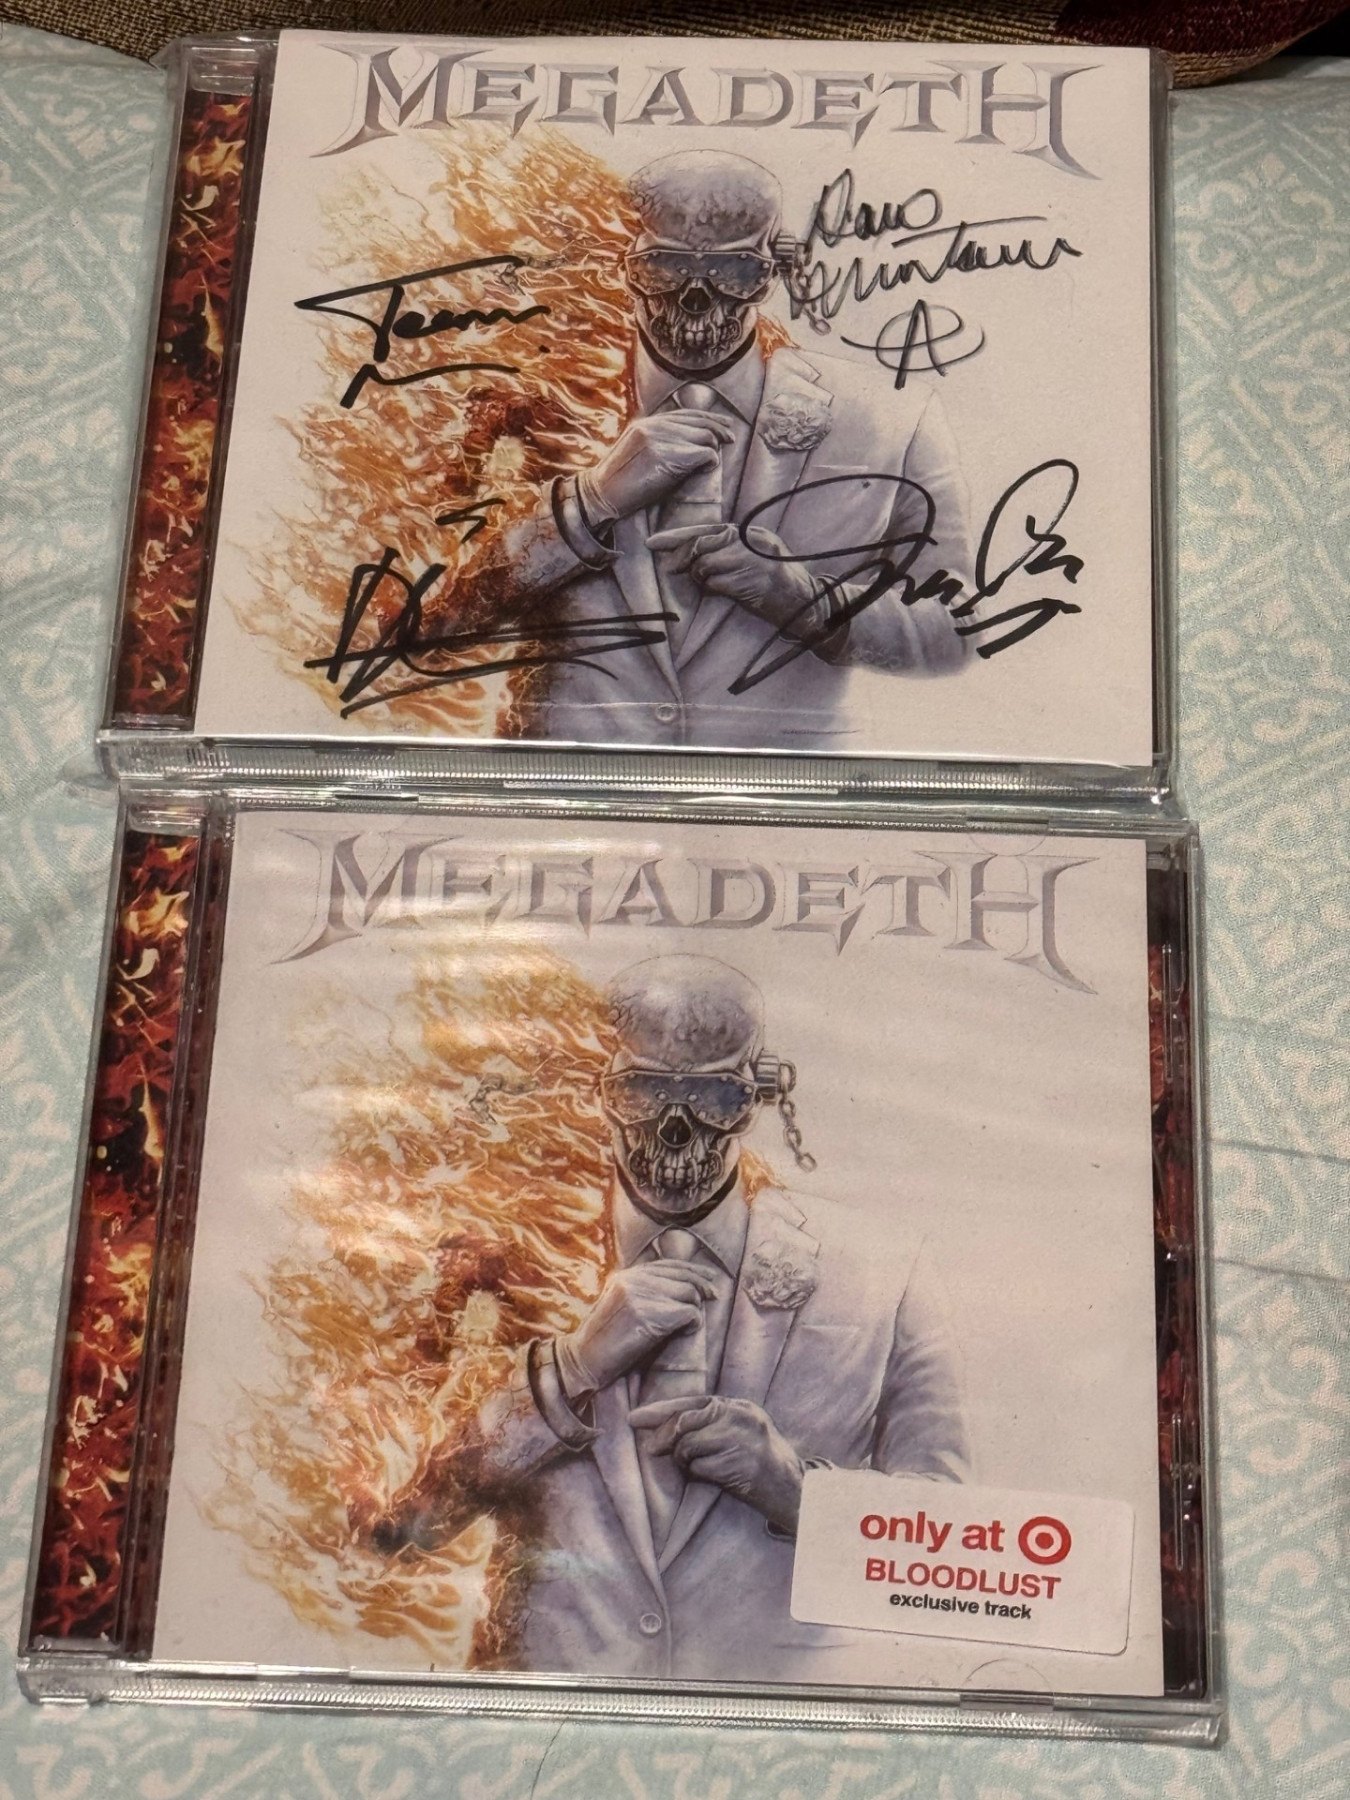 MEGADETH
Dave
Mustaine
MEGADETH
only at
BLOODLUST
exclusive track